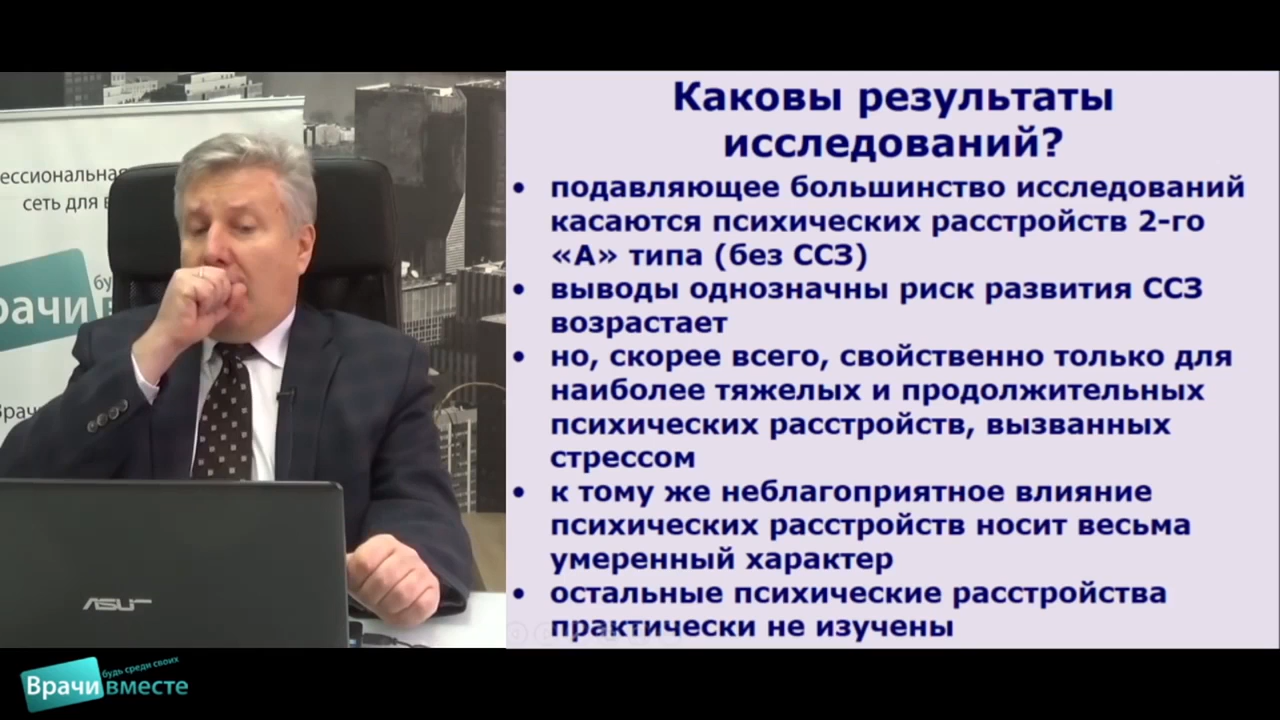 Каковы результаты
исследований?
• подавляющее большинство исследований
касаются психических расстройств 2-го
«А» типа (без ССЗ)
• выводы однозначны риск развития ССЗ
возрастает
• но, скорее всего, свойственно только для
наиболее тяжелых и продолжительных
психических расстройств, вызванных
стрессом
• к тому же неблагоприятное влияние
психических расстройств носит весьма
умеренный характер
• остальные психические расстройства
практически не изучены
ессиональная
сеть для в
бу
рачи в
Врач
ASUS
будь среди своих
Врачи вместе